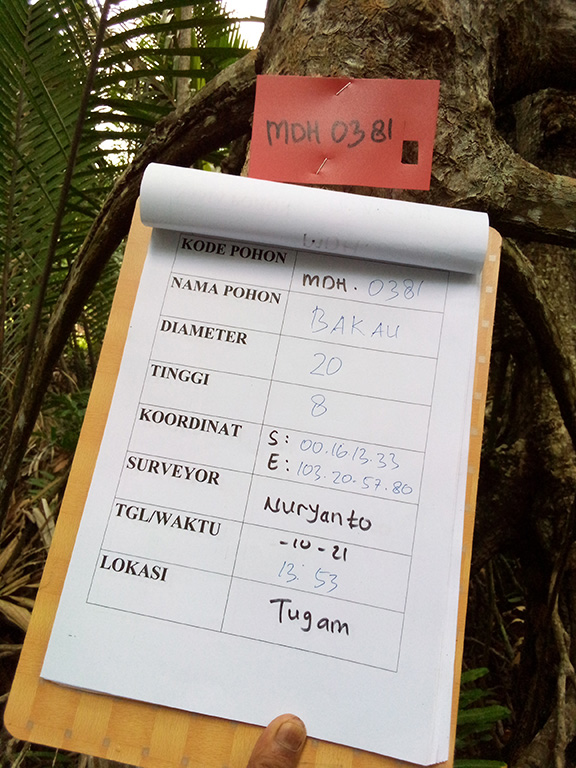 MDH 0381
KODE POHON MDH. 0381
NAMA POHON BAKAU
DIAMETER 20
TINGGI 8
KOORDINAT S: 00.16.13.33
E: 103.20.57.80
SURVEYOR Nuryanto
TGL/WAKTU -10-21
13:53
LOKASI Tugam